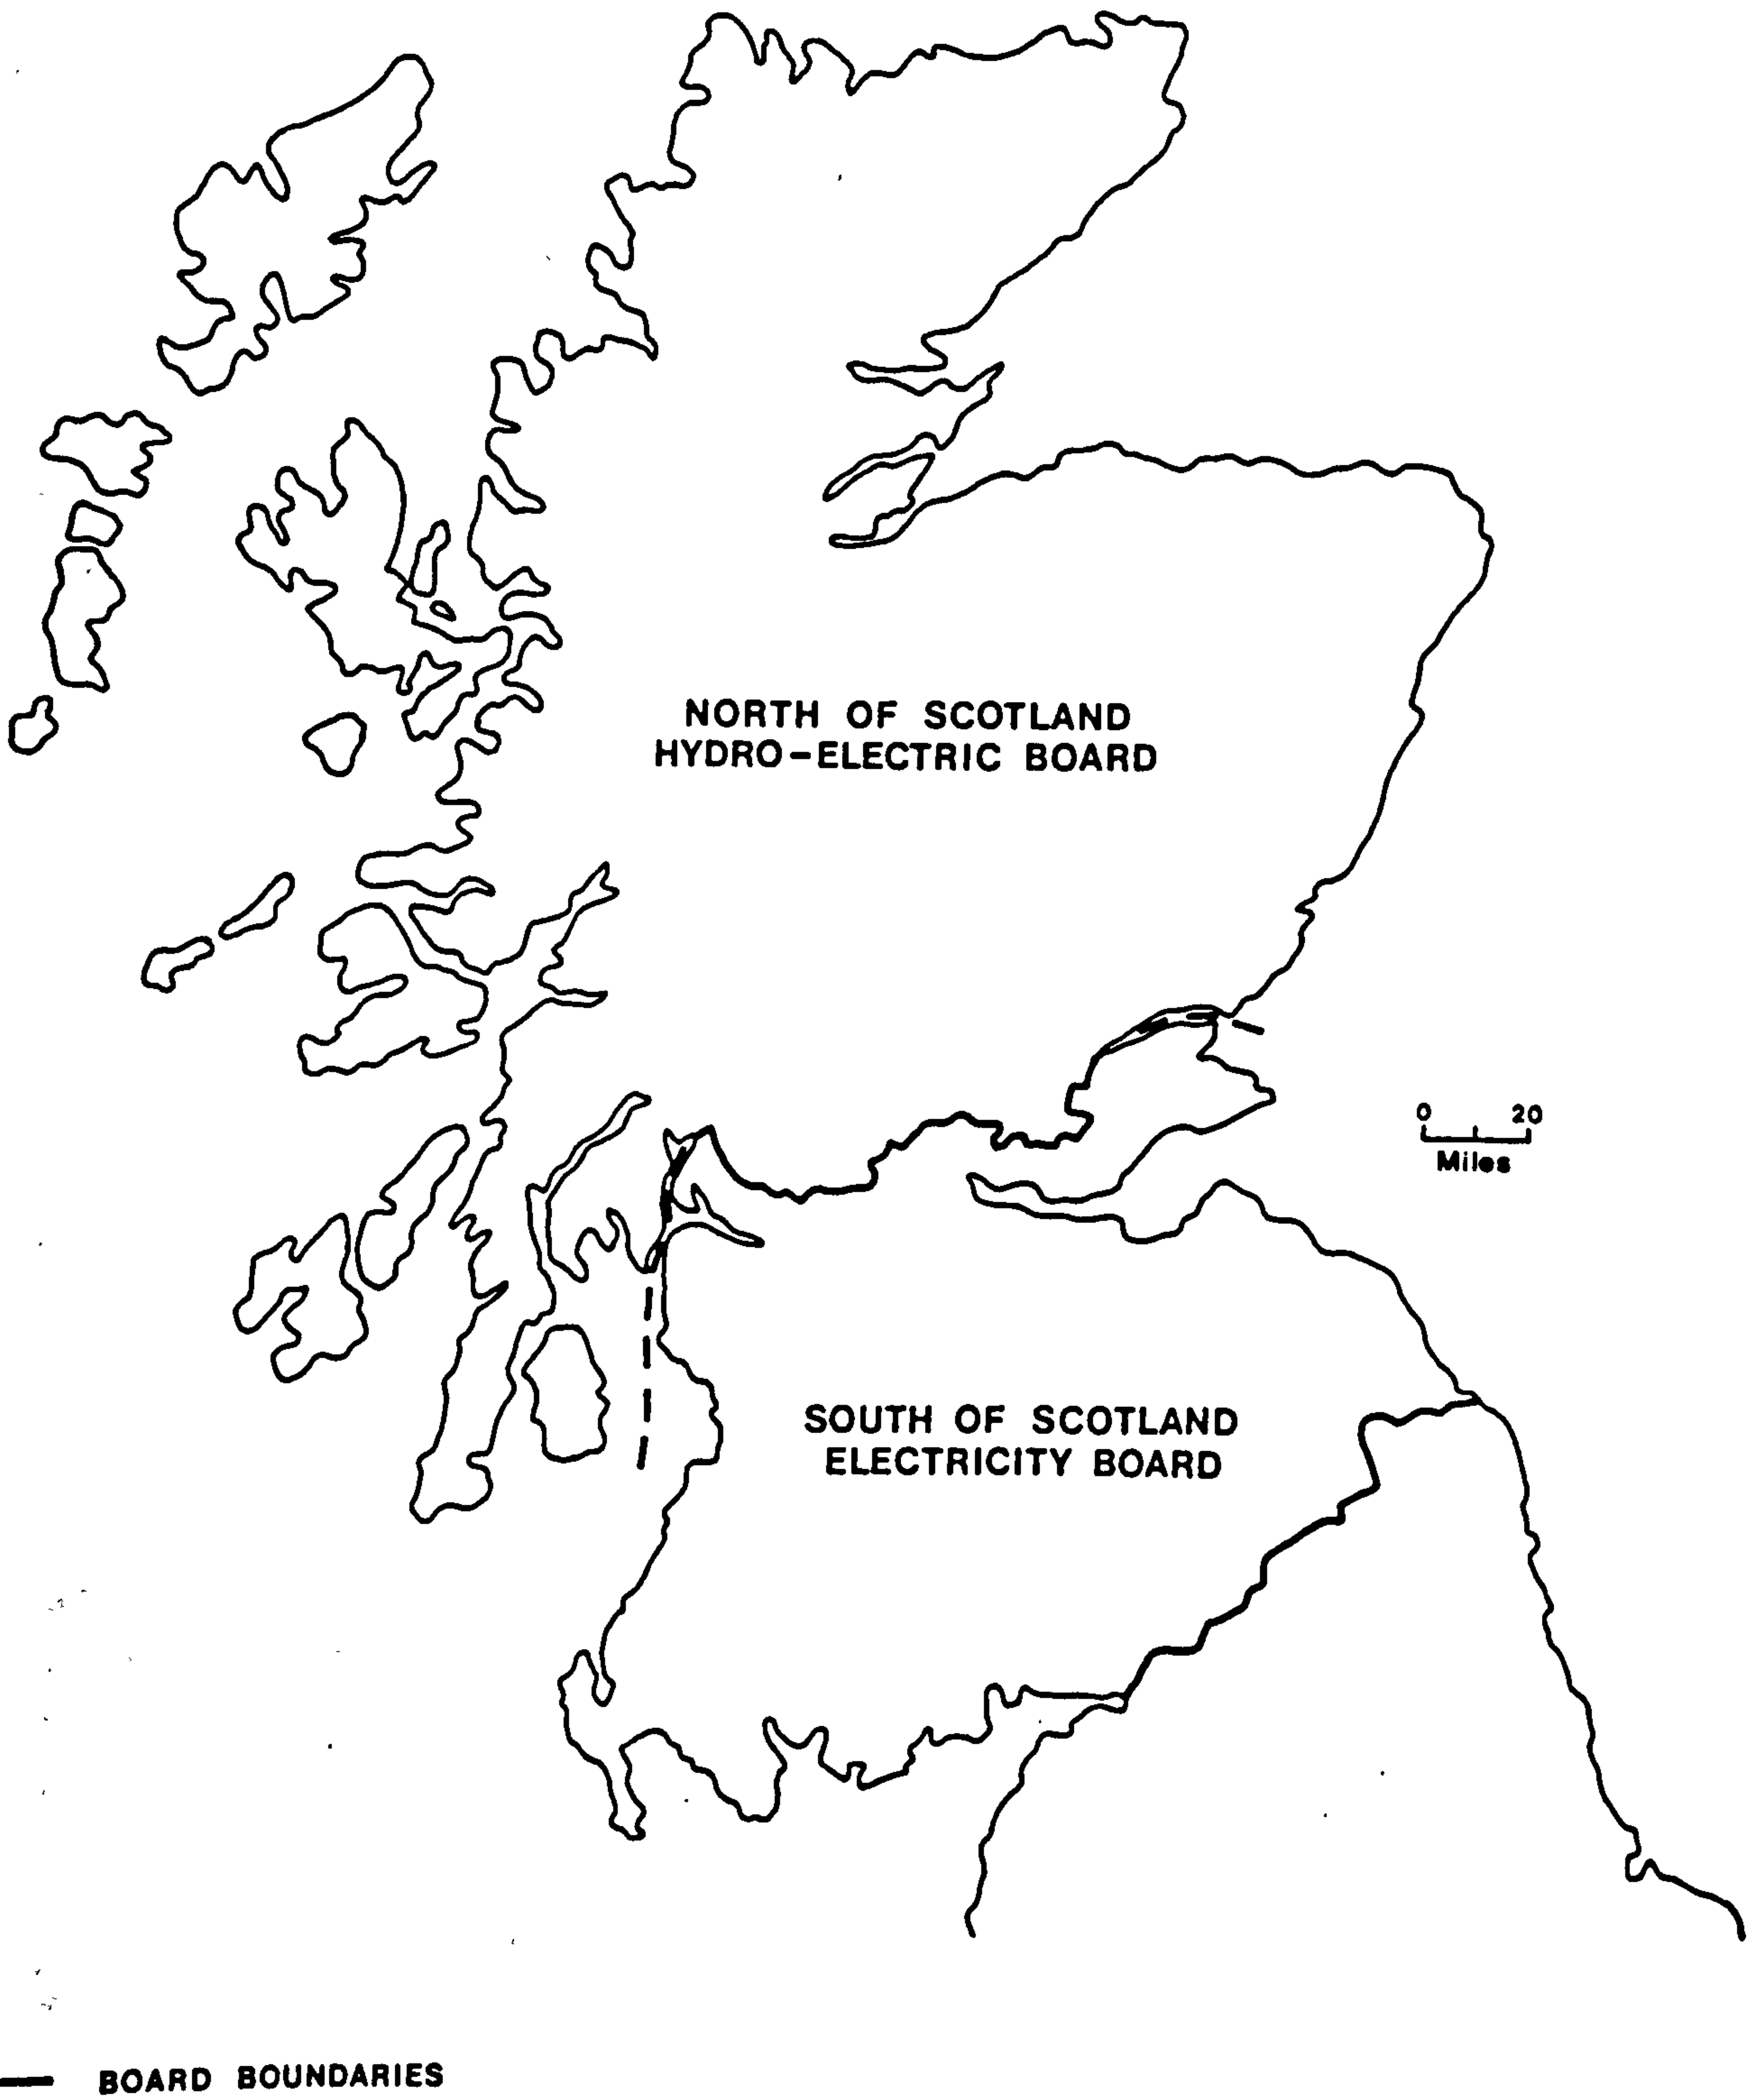 NORTH OF SCOTLAND
HYDRO-ELECTRIC BOARD
0 20
Miles
SOUTH OF SCOTLAND
ELECTRICITY BOARD
BOARD BOUNDARIES